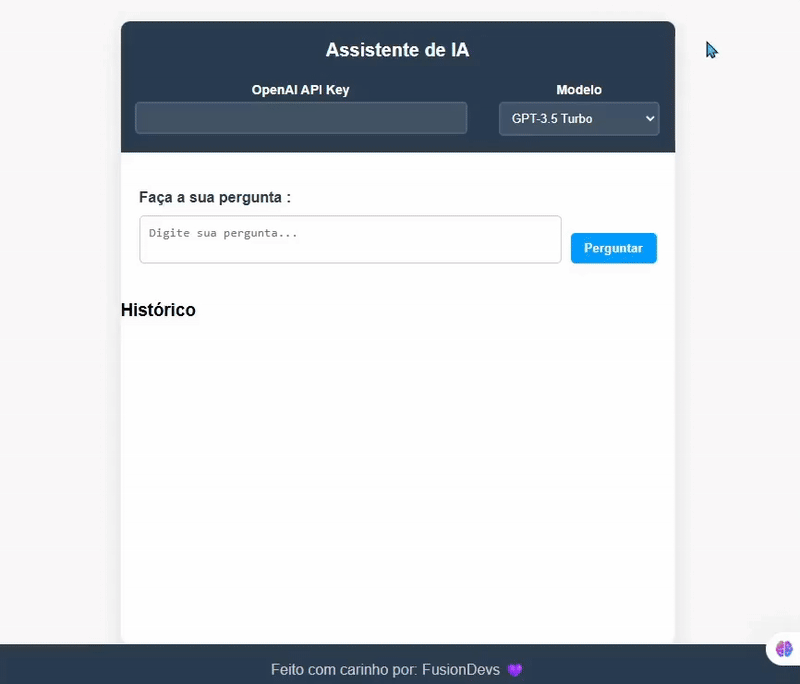 Assistente de IA
OpenAI API Key
Modelo
GPT-3.5 Turbo
Faça a sua pergunta :
Digite sua pergunta...
Perguntar
Histórico
Feito com carinho por: FusionDevs 💜